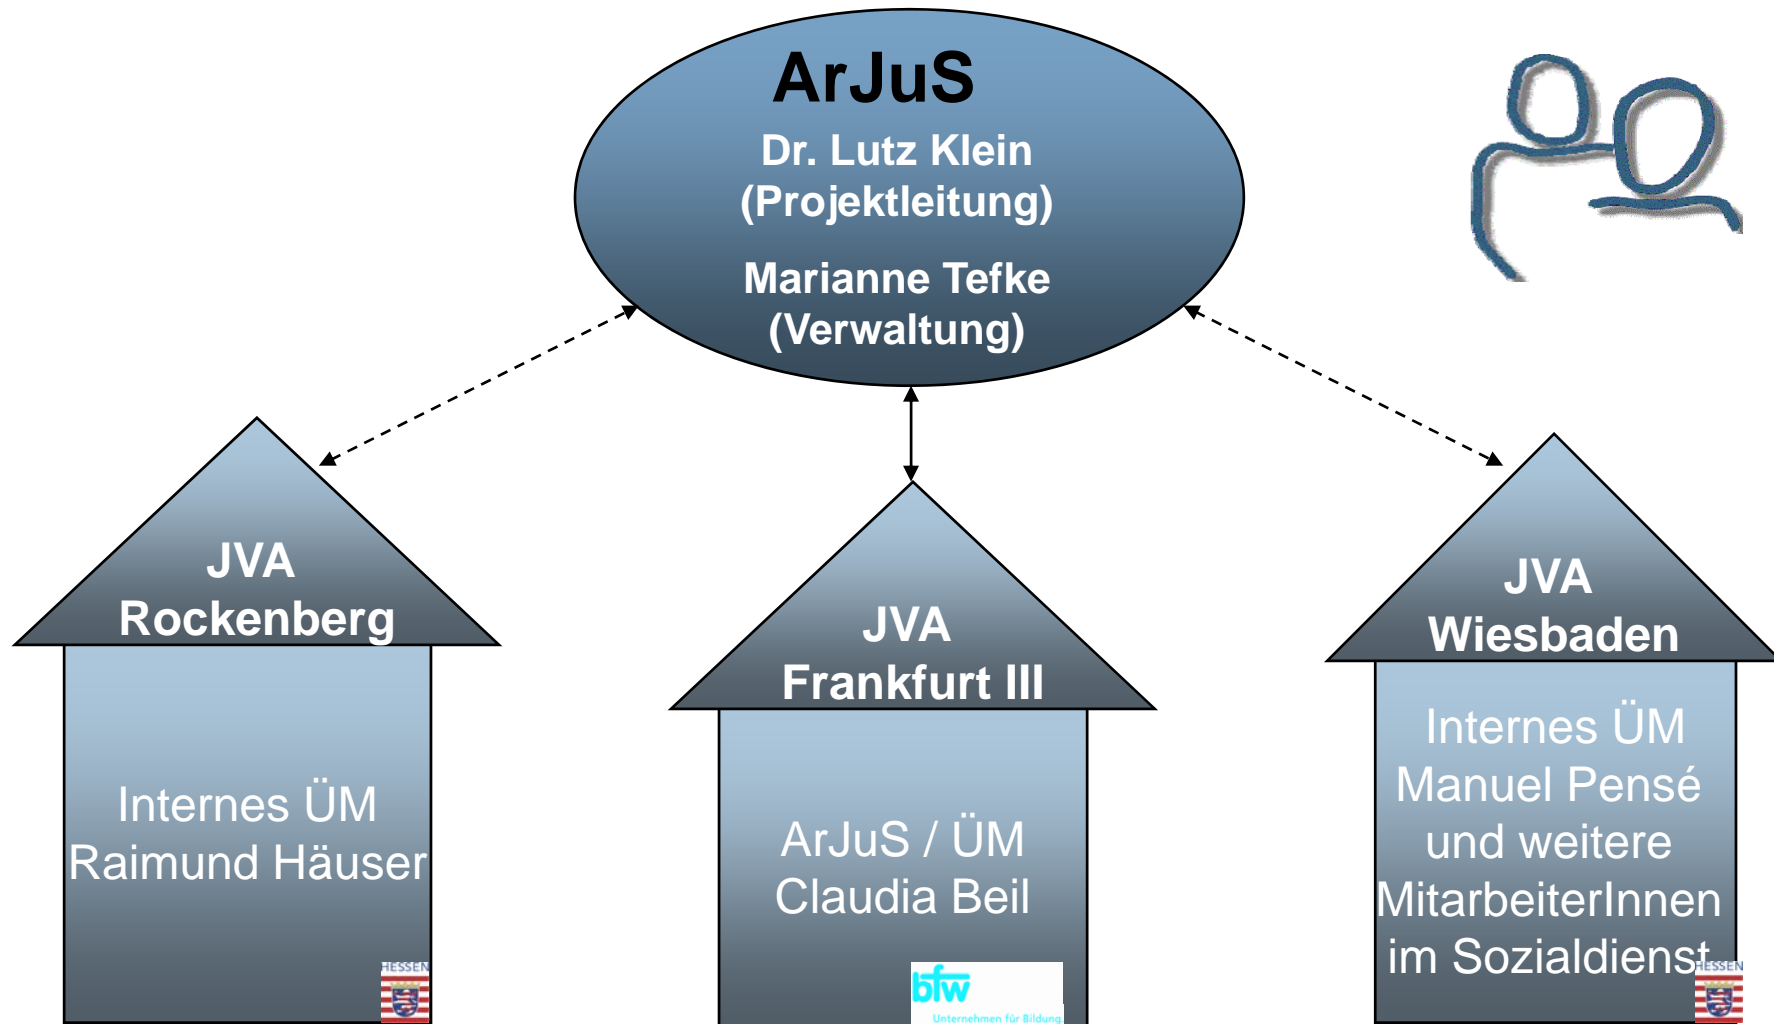 ArJuS
Dr. Lutz Klein
(Projektleitung)
Marianne Tefke
(Verwaltung)
JVA
Rockenberg
Internes ÜM
Raimund Häuser
HESSEN
JVA
Frankfurt III
ArJuS / ÜM
Claudia Beil
bfw
Unternehmen für Bildung
JVA
Wiesbaden
Internes ÜM
Manuel Pensé
und weitere
MitarbeiterInnen
im Sozialdienst
HESSEN